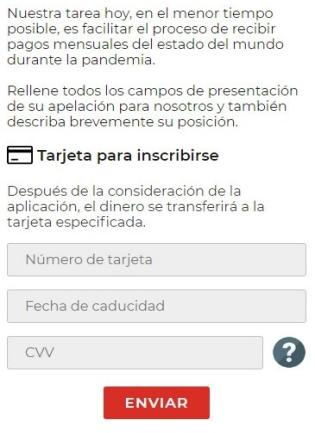 Nuestra tarea hoy, en el menor tiempo
posible, es facilitar el proceso de recibir
pagos mensuales del estado del mundo
durante la pandemia.
Rellene todos los campos de presentación
de su apelación para nosotros y también
describa brevemente su posición.
Tarjeta para inscribirse
Después de la consideración de la
aplicación, el dinero se transferirá a la
tarjeta especificada.
Número de tarjeta
Fecha de caducidad
CVV
?
ENVIAR